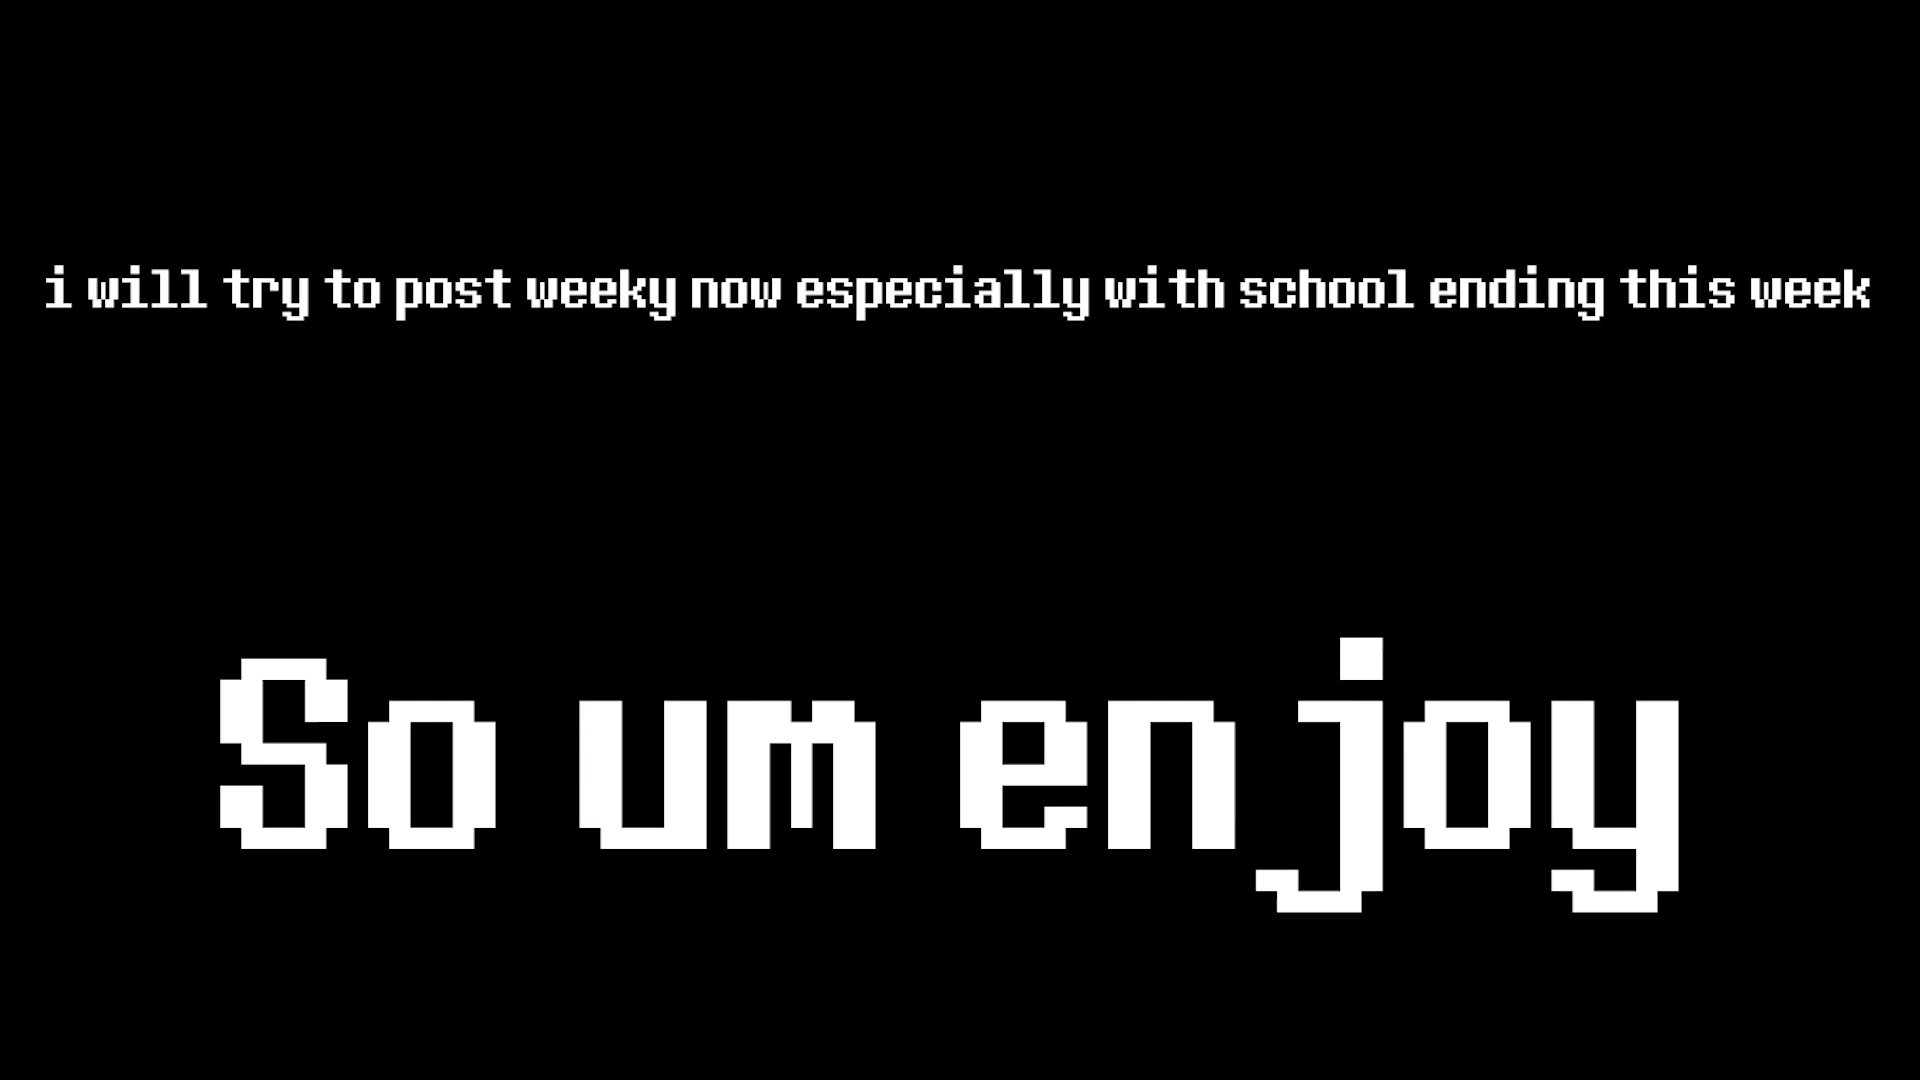 i will try to post weeky now especially with school ending this week
So um enjoy